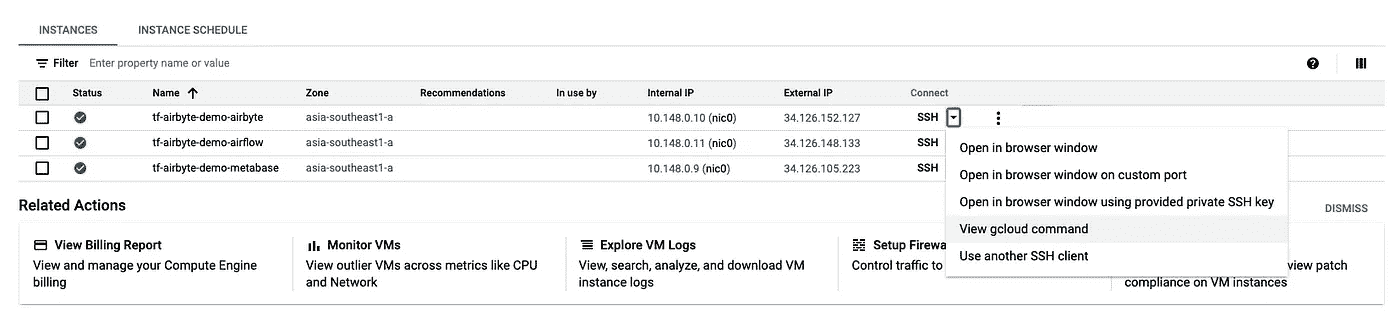 INSTANCES INSTANCE SCHEDULE
Filter Enter property name or value
Status Name Zone Recommendations In use by Internal IP External IP Connect
tf-airbyte-demo-airbyte asia-southeast1-a 10.148.0.10 (nic0) 34.126.152.127 SSH
tf-airbyte-demo-airflow asia-southeast1-a 10.148.0.11 (nic0) 34.126.148.133 SSH
tf-airbyte-demo-metabase asia-southeast1-a 10.148.0.9 (nic0) 34.126.105.223 SSH
Open in browser window
Open in browser window on custom port
Open in browser window using provided private SSH key
View gcloud command
Use another SSH client
Related Actions
DISMISS
View Billing Report
View and manage your Compute Engine
billing
Monitor VMs
View outlier VMs across metrics like CPU
and Network
Explore VM Logs
View, search, analyze, and download VM
instance logs
Setup Firewa
Control traffic to
view patch
compliance on VM instances